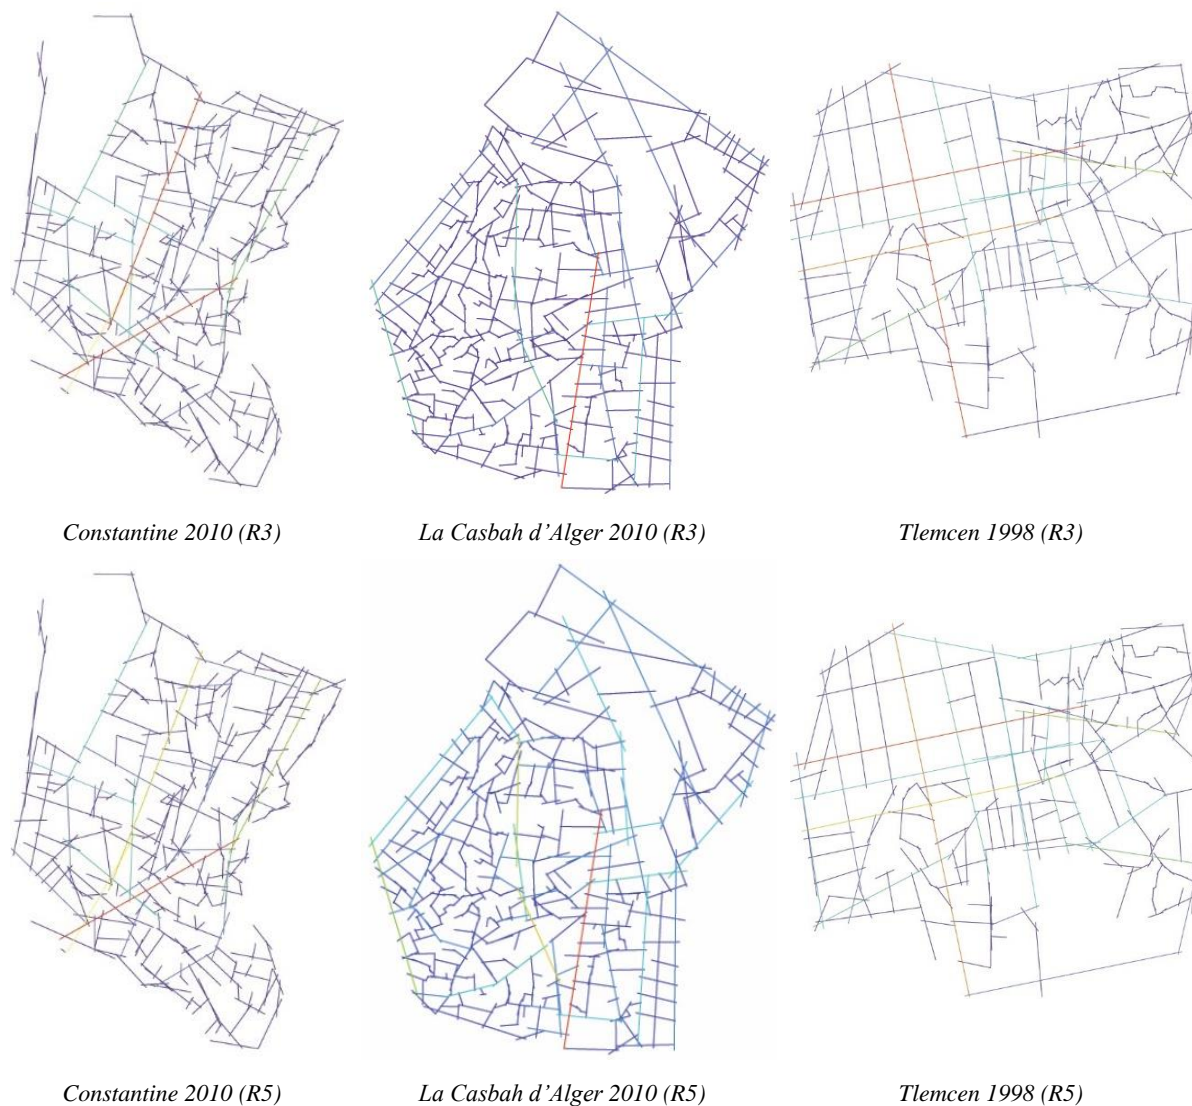 Constantine 2010 (R3)
La Casbah d’Alger 2010 (R3)
Tlemcen 1998 (R3)
Constantine 2010 (R5)
La Casbah d’Alger 2010 (R5)
Tlemcen 1998 (R5)